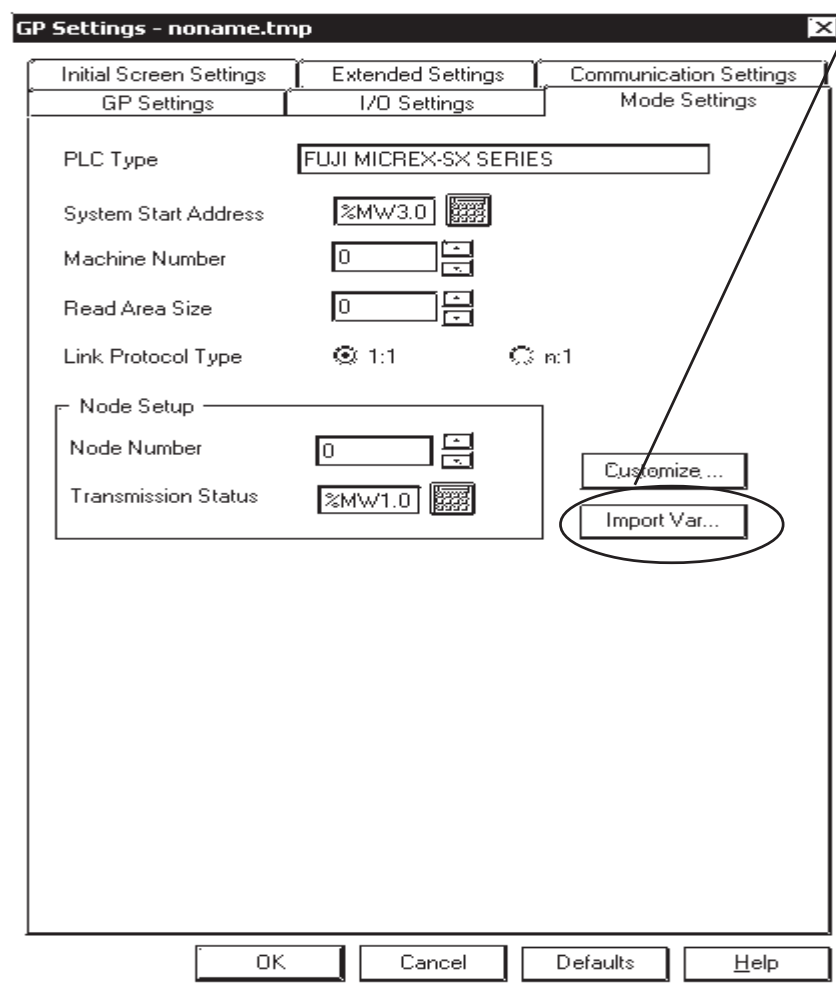 GP Settings - noname.tmp
Initial Screen Settings Extended Settings Communication Settings
GP Settings I/O Settings Mode Settings
PLC Type FUJI MICREX-SX SERIES
System Start Address %MW3.0
Machine Number 0
Read Area Size 0
Link Protocol Type 1:1 n:1
Node Setup
Node Number 0
Customize ...
Transmission Status %MW1.0
Import Var...
OK Cancel Defaults Help